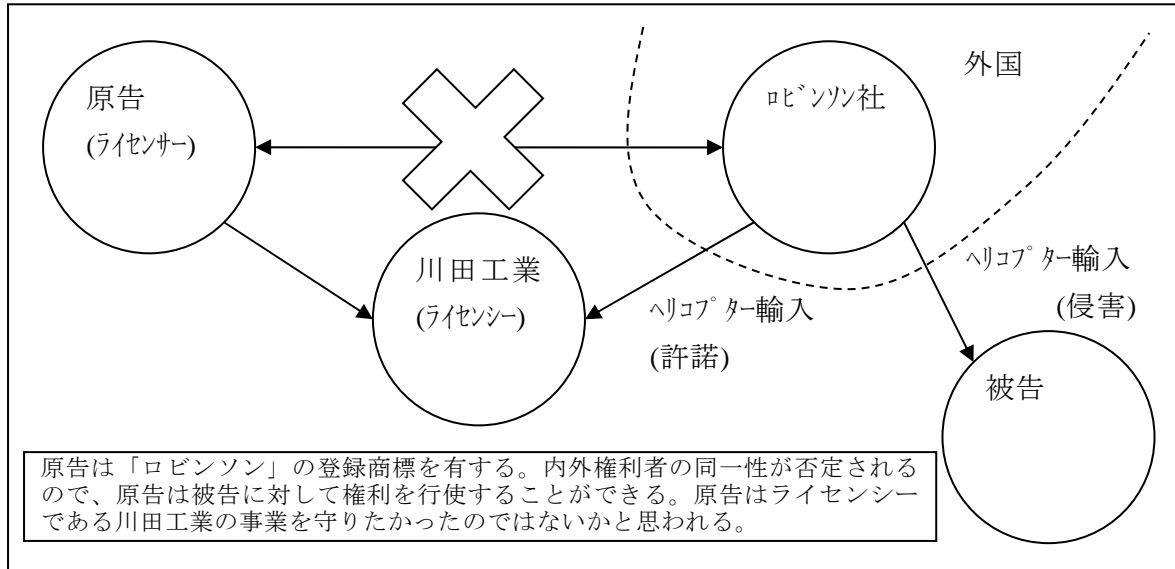 外国
原告
(ライセンサー)
ﾛﾋﾞﾝｿﾝ社
川田工業
(ライセンシー)
ﾍﾘｺﾌﾟﾀｰ輸入
(許諾)
ﾍﾘｺﾌﾟﾀｰ輸入
(侵害)
被告
原告は「ロビンソン」の登録商標を有する。内外権利者の同一性が否定される
ので、原告は被告に対して権利を行使することができる。原告はライセンシー
である川田工業の事業を守りたかったのではないかと思われる。